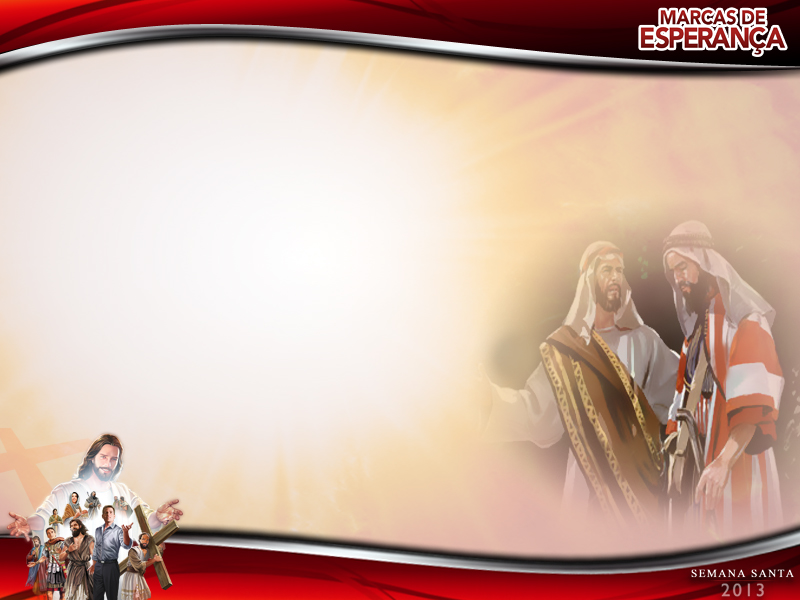 MARCAS DE
ESPERANÇA
SEMANA SANTA
2013